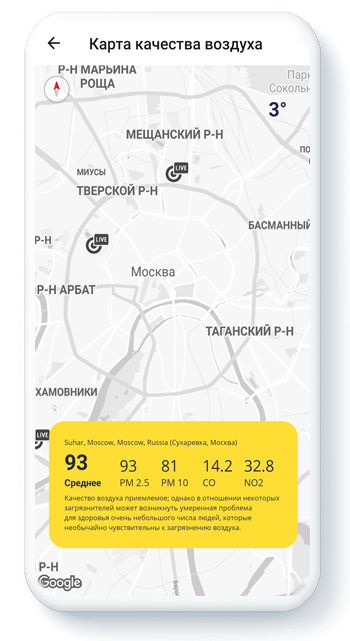 Карта качества воздуха
Р-Н МАРЬИНА
РОЩА
Парк
Сокольн
3°
МЕЩАНСКИЙ Р-Н
LIVE
МИУСЫ
ТВЕРСКОЙ Р-Н
БАСМАННЫЙ
Р-Н
LIVE
Москва
Р-Н АРБАТ
ТАГАНСКИЙ Р-Н
ХАМОВНИКИ
LIVE
Suhar, Moscow, Moscow, Russia (Сухаревка, Москва)
93 93 81 14.2 32.8
Среднее PM 2.5 PM 10 CO NO2
Качество воздуха приемлемое; однако в отношении некоторых
загрязнителей может возникнуть умеренная проблема
для здоровья очень небольшого числа людей, которые
необычайно чувствительны к загрязнению воздуха.
Р-Н
Google